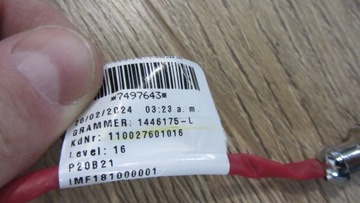 *7497643*
20/02/2024 03:23 a.m.
GRAMMER: 1446175-L
KdNr: 110027601016
Level: 16
P20B21
IMF181000001